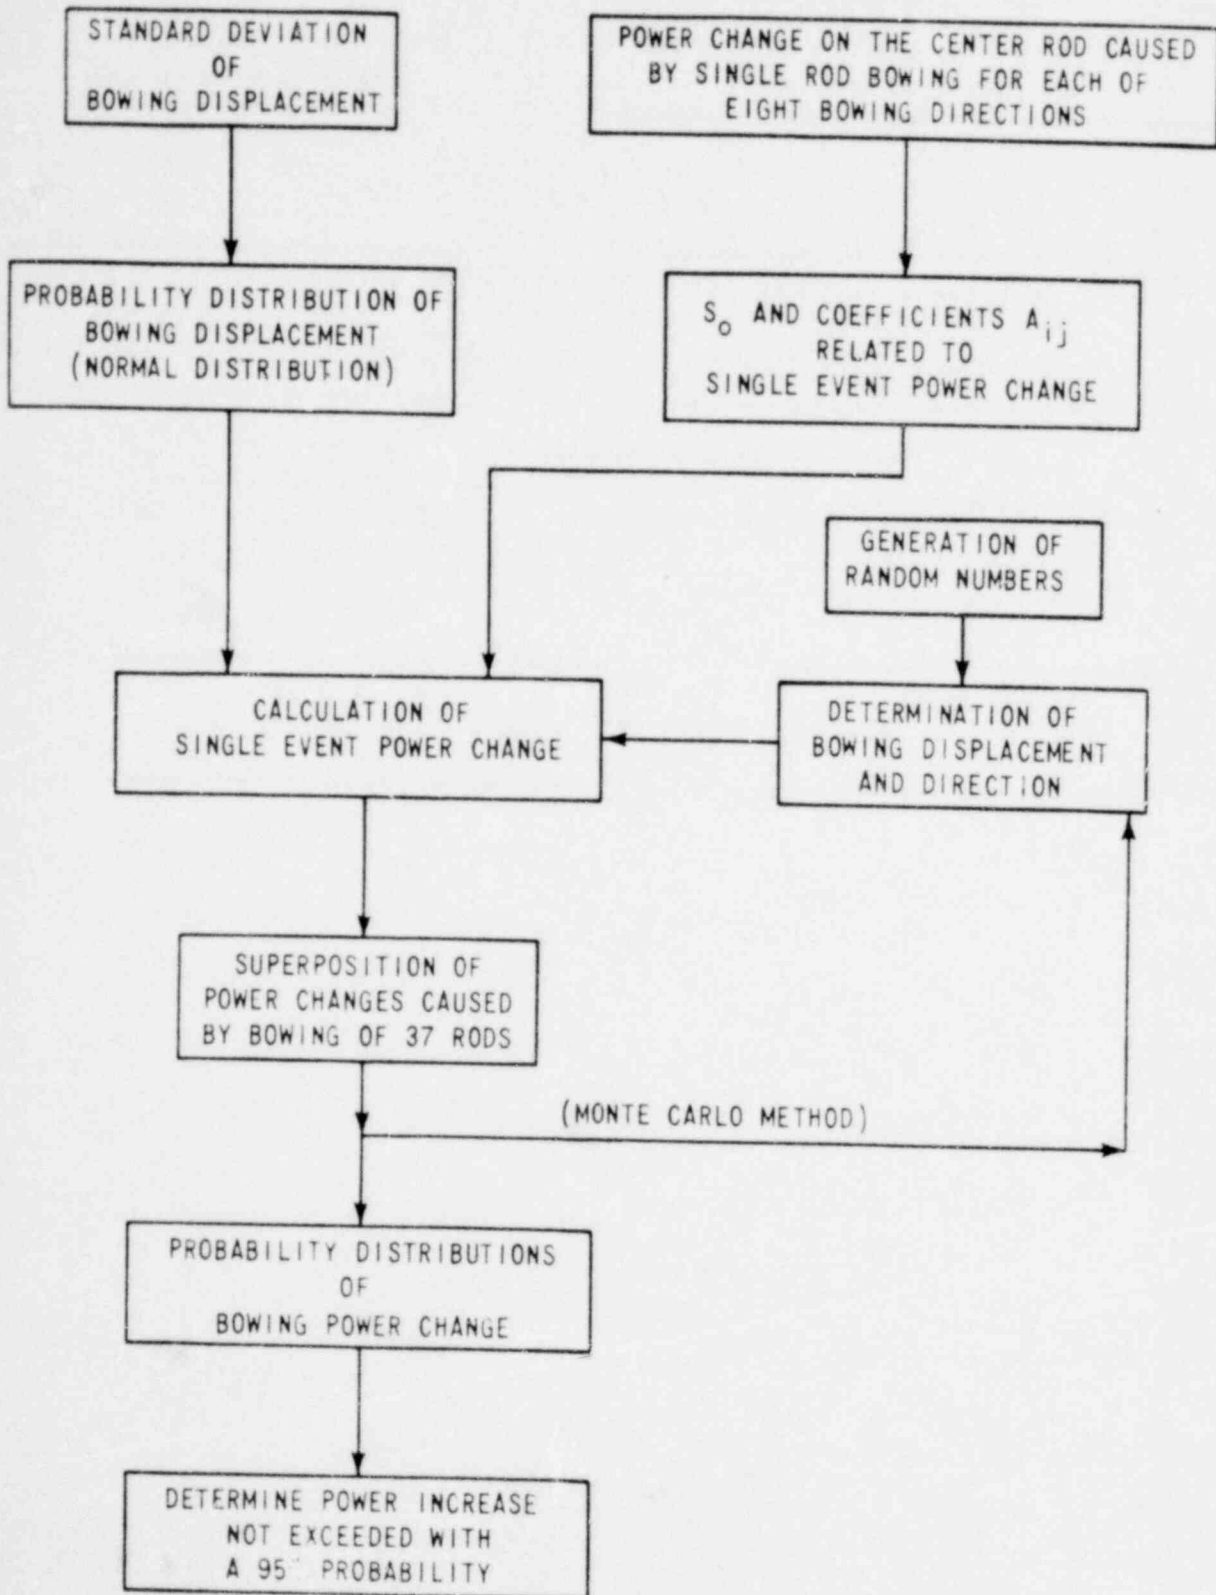 STANDARD DEVIATION
OF
BOWING DISPLACEMENT
POWER CHANGE ON THE CENTER ROD CAUSED
BY SINGLE ROD BOWING FOR EACH OF
EIGHT BOWING DIRECTIONS
PROBABILITY DISTRIBUTION OF
BOWING DISPLACEMENT
(NORMAL DISTRIBUTION)
S₀ AND COEFFICIENTS Aᵢⱼ
RELATED TO
SINGLE EVENT POWER CHANGE
GENERATION OF
RANDOM NUMBERS
CALCULATION OF
SINGLE EVENT POWER CHANGE
DETERMINATION OF
BOWING DISPLACEMENT
AND DIRECTION
SUPERPOSITION OF
POWER CHANGES CAUSED
BY BOWING OF 37 RODS
(MONTE CARLO METHOD)
PROBABILITY DISTRIBUTIONS
OF
BOWING POWER CHANGE
DETERMINE POWER INCREASE
NOT EXCEEDED WITH
A 95 PROBABILITY